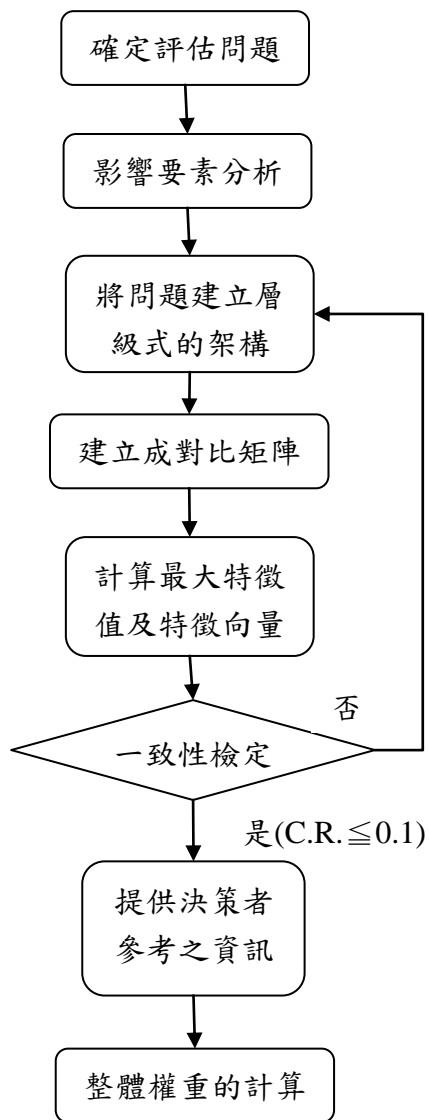 確定評估問題
影響要素分析
將問題建立層
級式的架構
建立成對比矩陣
計算最大特徵
值及特徵向量
否
一致性檢定
是(C.R.≦0.1)
提供決策者
參考之資訊
整體權重的計算